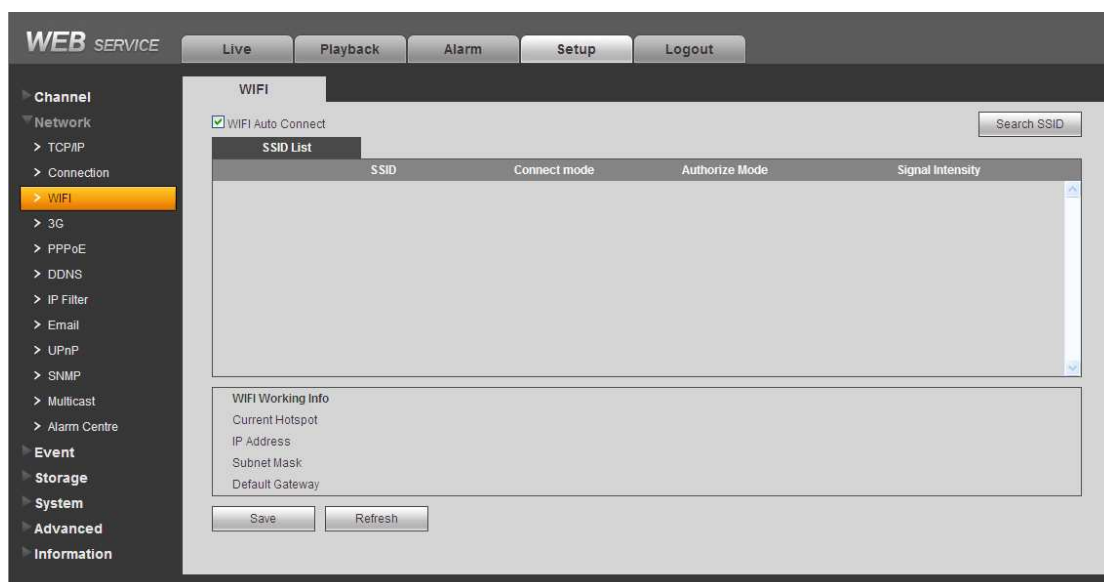 WEB SERVICE
Live Playback Alarm Setup Logout
Channel
Network
> TCP/IP
> Connection
> WIFI
> 3G
> PPPoE
> DDNS
> IP Filter
> Email
> UPnP
> SNMP
> Multicast
> Alarm Centre
Event
Storage
System
Advanced
Information
WIFI
WIFI Auto Connect Search SSID
SSID List
SSID Connect mode Authorize Mode Signal Intensity
WIFI Working Info
Current Hotspot
IP Address
Subnet Mask
Default Gateway
Save Refresh